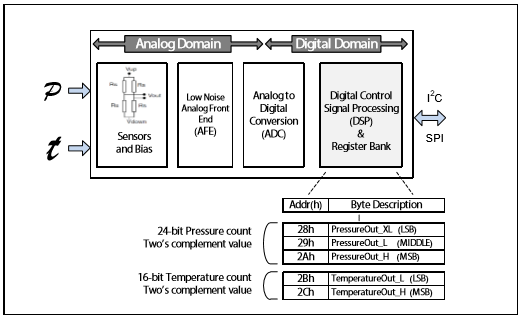 Analog Domain
Digital Domain
p
t
Vup
Vout
Vdown
Sensors
and Bias
Low Noise
Analog Front
End
(AFE)
Analog to
Digital
Conversion
(ADC)
Digital Control
Signal Processing
(DSP)
&
Register Bank
I2C
SPI
Addr(h) Byte Description
24-bit Pressure count
Two's complement value
28h PressureOut_XL (LSB)
29h PressureOut_L (MIDDLE)
2Ah PressureOut_H (MSB)
16-bit Temperature count
Two's complement value
2Bh TemperatureOut_L (LSB)
2Ch TemperatureOut_H (MSB)